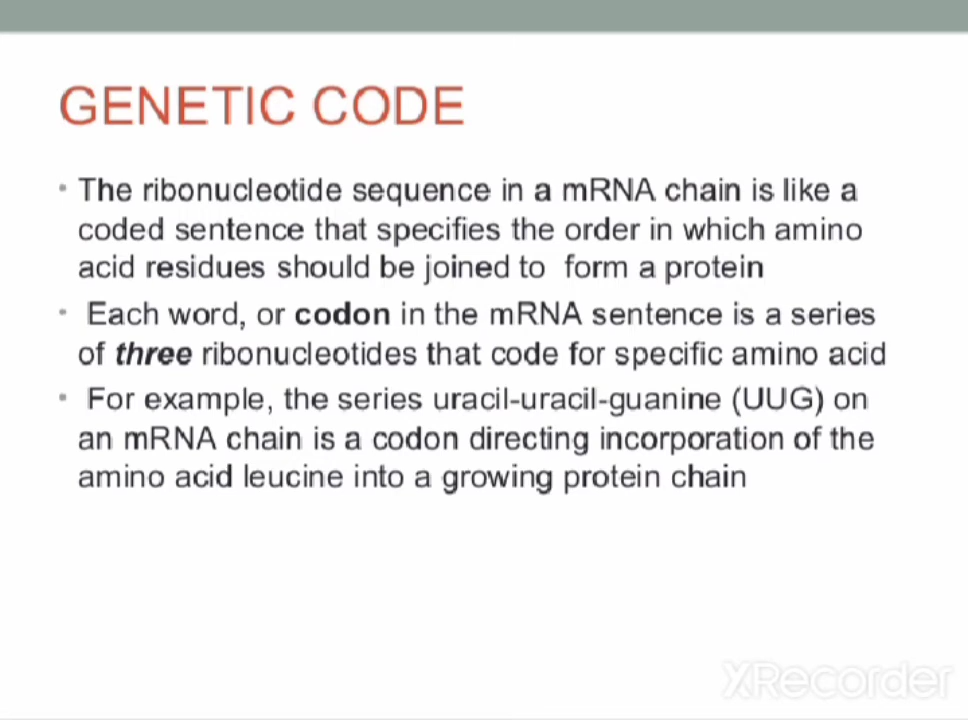 GENETIC CODE
• The ribonucleotide sequence in a mRNA chain is like a
coded sentence that specifies the order in which amino
acid residues should be joined to form a protein
• Each word, or codon in the mRNA sentence is a series
of three ribonucleotides that code for specific amino acid
• For example, the series uracil-uracil-guanine (UUG) on
an mRNA chain is a codon directing incorporation of the
amino acid leucine into a growing protein chain
XRecorder